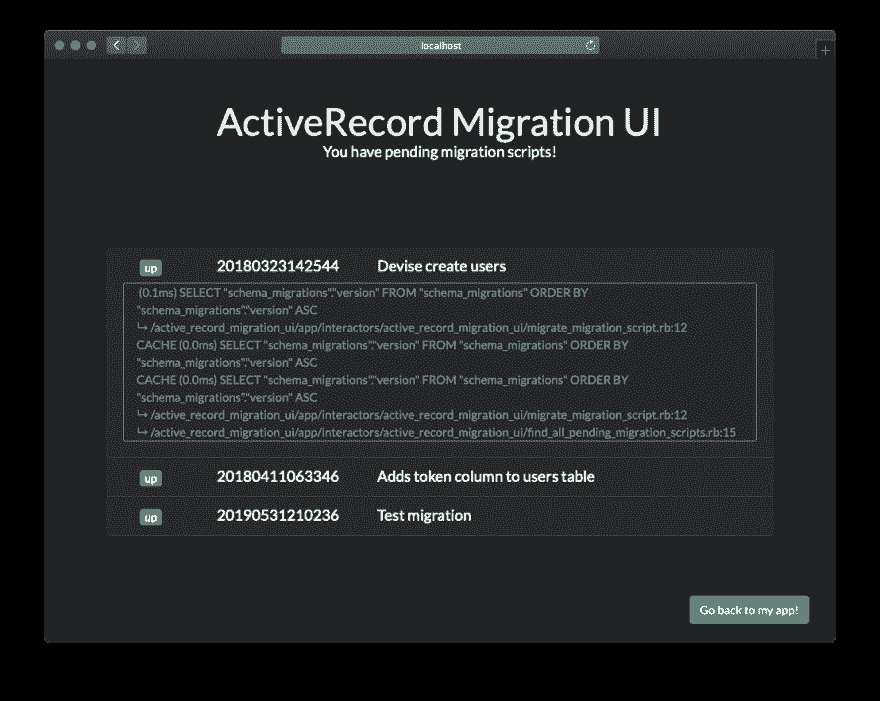 localhost
ActiveRecord Migration UI
You have pending migration scripts!
up 20180323142544 Devise create users
(0.1ms) SELECT "schema_migrations"."version" FROM "schema_migrations" ORDER BY
"schema_migrations"."version" ASC
↳ /active_record_migration_ui/app/interactors/active_record_migration_ui/migrate_migration_script.rb:12
CACHE (0.0ms) SELECT "schema_migrations"."version" FROM "schema_migrations" ORDER BY
"schema_migrations"."version" ASC
CACHE (0.0ms) SELECT "schema_migrations"."version" FROM "schema_migrations" ORDER BY
"schema_migrations"."version" ASC
↳ /active_record_migration_ui/app/interactors/active_record_migration_ui/migrate_migration_script.rb:12
↳ /active_record_migration_ui/app/interactors/active_record_migration_ui/find_all_pending_migration_scripts.rb:15
up 20180411063346 Adds token column to users table
up 20190531210236 Test migration
Go back to my app!